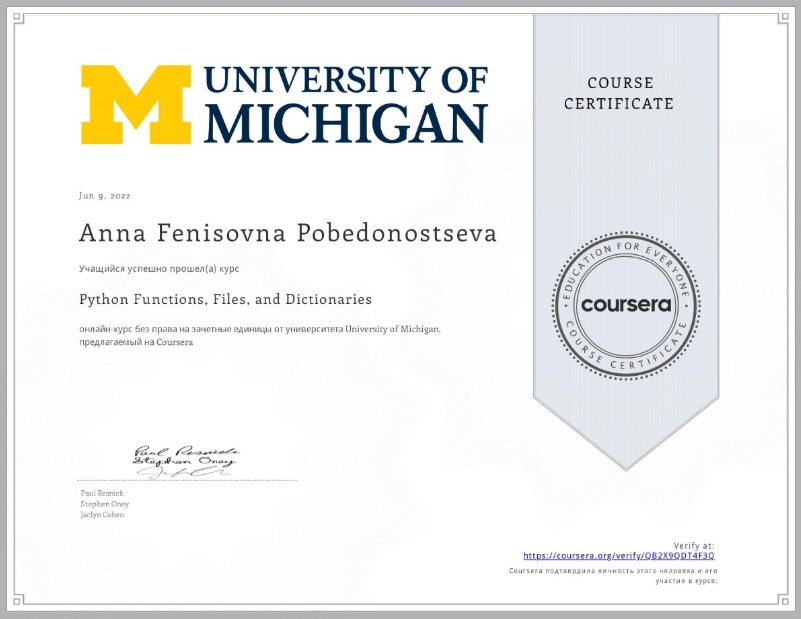 UNIVERSITY OF
MICHIGAN
COURSE
CERTIFICATE
Jun 9, 2022
Anna Fenisovna Pobedonostseva
Учащийся успешно прошел(а) курс
Python Functions, Files, and Dictionaries
онлайн-курс без права на зачетные единицы от университета University of Michigan,
предлагаемый на Coursera
EDUCATION FOR EVERYONE
coursera
COURSE CERTIFICATE
Paul Resnick
Stephen Oney
Paul Resnick
Stephen Oney
Jaclyn Cohen
Verify at:
https://coursera.org/verify/QB2X9QDT4F3Q
Coursera подтвердила личность этого человека и его
участие в курсе.